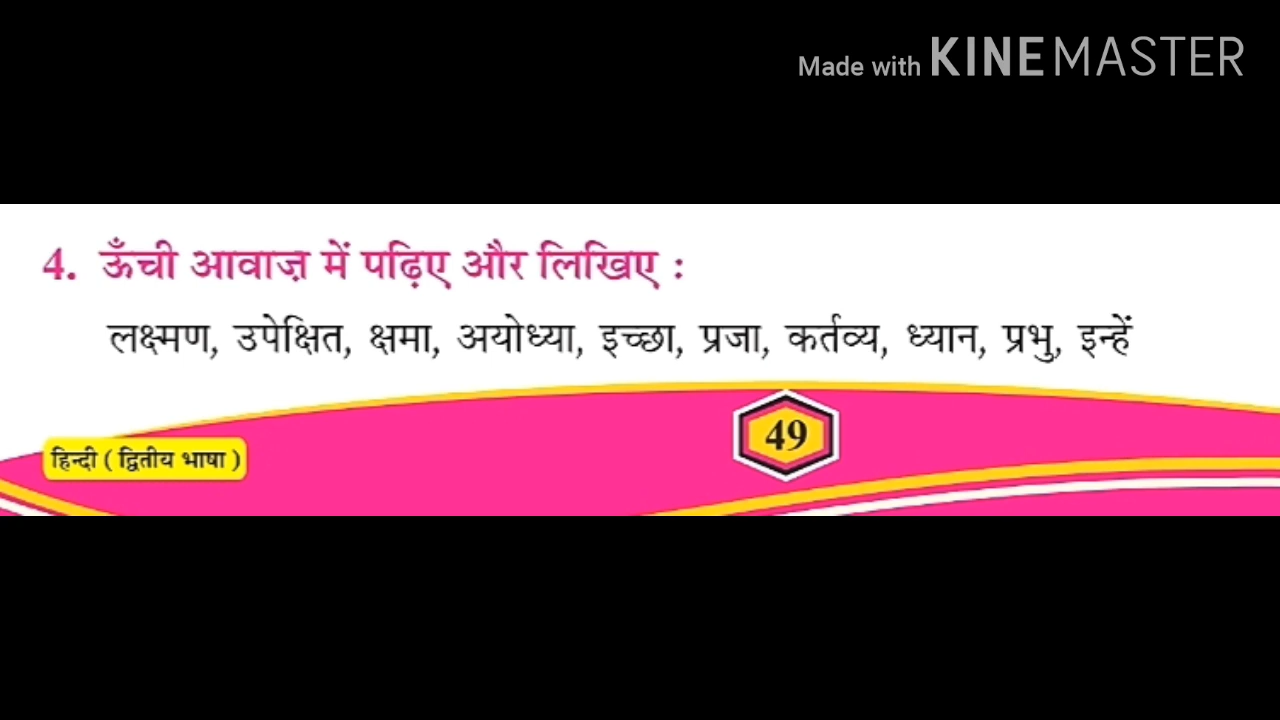 Made with KINEMASTER
4. ऊँची आवाज़ में पढ़िए और लिखिए :
लक्ष्मण, उपेक्षित, क्षमा, अयोध्या, इच्छा, प्रजा, कर्तव्य, ध्यान, प्रभु, इन्हें
49
हिन्दी ( द्वितीय भाषा )